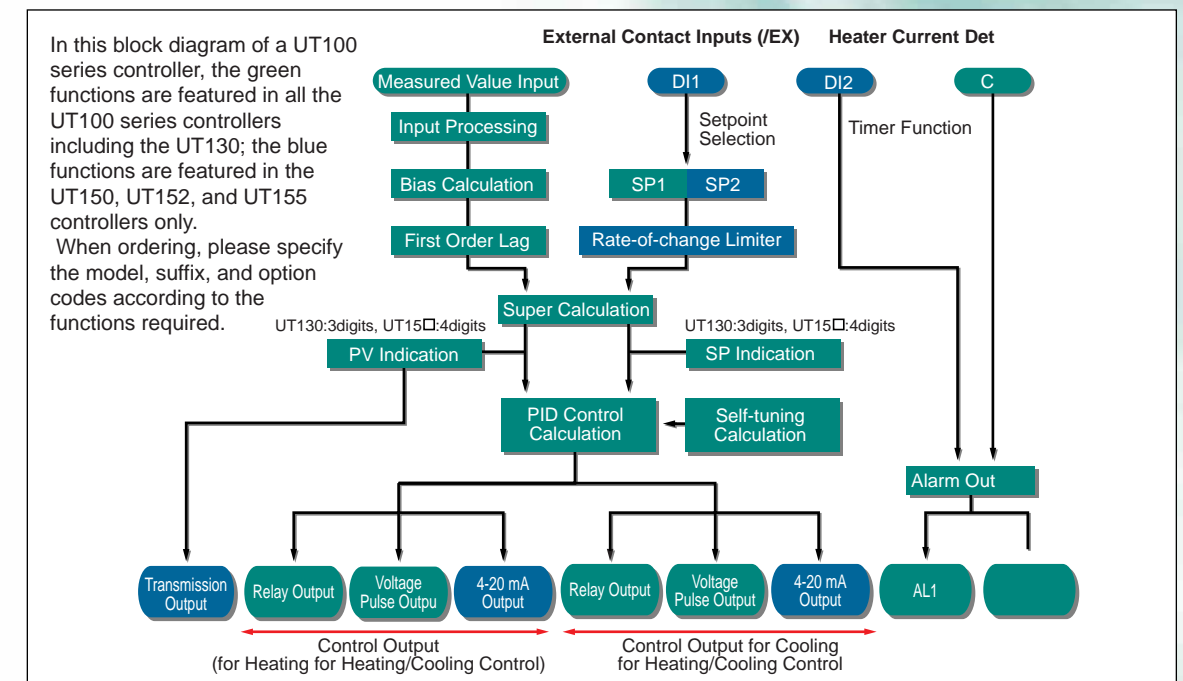 In this block diagram of a UT100
series controller, the green
functions are featured in all the
UT100 series controllers
including the UT130; the blue
functions are featured in the
UT150, UT152, and UT155
controllers only.
When ordering, please specify
the model, suffix, and option
codes according to the
functions required.
External Contact Inputs (/EX)
Heater Current Det
Measured Value Input
DI1
DI2
C
Input Processing
Setpoint
Selection
Timer Function
Bias Calculation
SP1
SP2
First Order Lag
Rate-of-change Limiter
Super Calculation
UT130:3digits, UT15□:4digits
UT130:3digits, UT15□:4digits
PV Indication
SP Indication
PID Control
Calculation
Self-tuning
Calculation
Alarm Out
Transmission
Output
Relay Output
Voltage
Pulse Outpu
4-20 mA
Output
Relay Output
Voltage
Pulse Output
4-20 mA
Output
AL1
Control Output
(for Heating for Heating/Cooling Control)
Control Output for Cooling
for Heating/Cooling Control